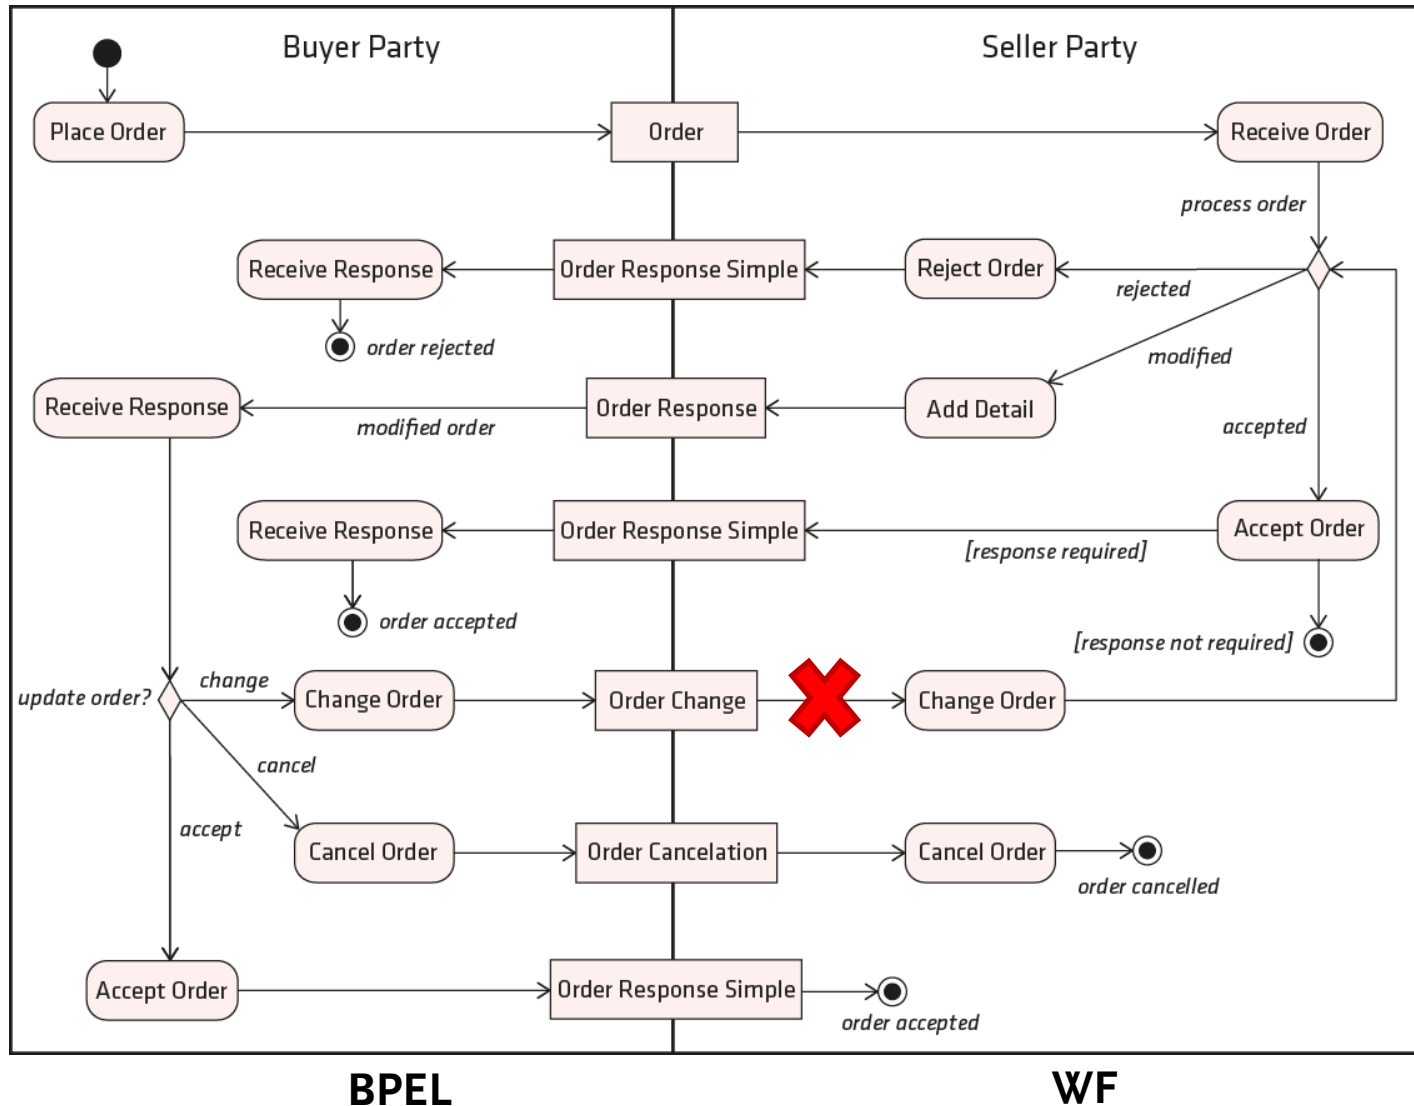 Buyer Party
Seller Party
Place Order
Order
Receive Order
process order
Receive Response
Order Response Simple
Reject Order
rejected
order rejected
modified
Receive Response
Order Response
Add Detail
modified order
accepted
Receive Response
Order Response Simple
Accept Order
[response required]
order accepted
[response not required]
update order?
change
Change Order
Order Change
Change Order
cancel
accept
Cancel Order
Order Cancelation
Cancel Order
order cancelled
Accept Order
Order Response Simple
order accepted
BPEL
WF